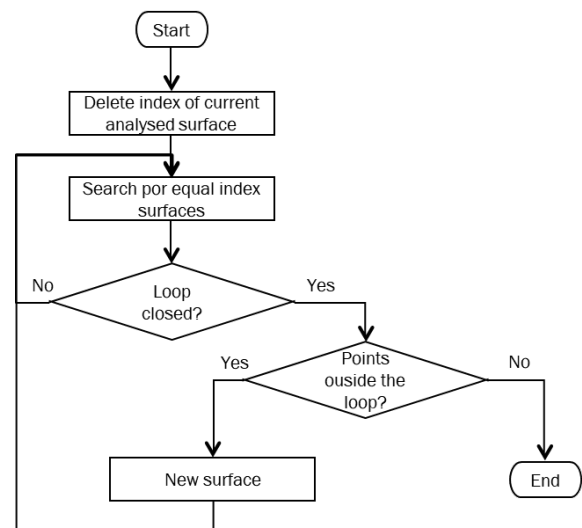 Start
Delete index of current
analysed surface
Search por equal index
surfaces
No
Loop
closed?
Yes
Yes
Points
ouside the
loop?
No
New surface
End